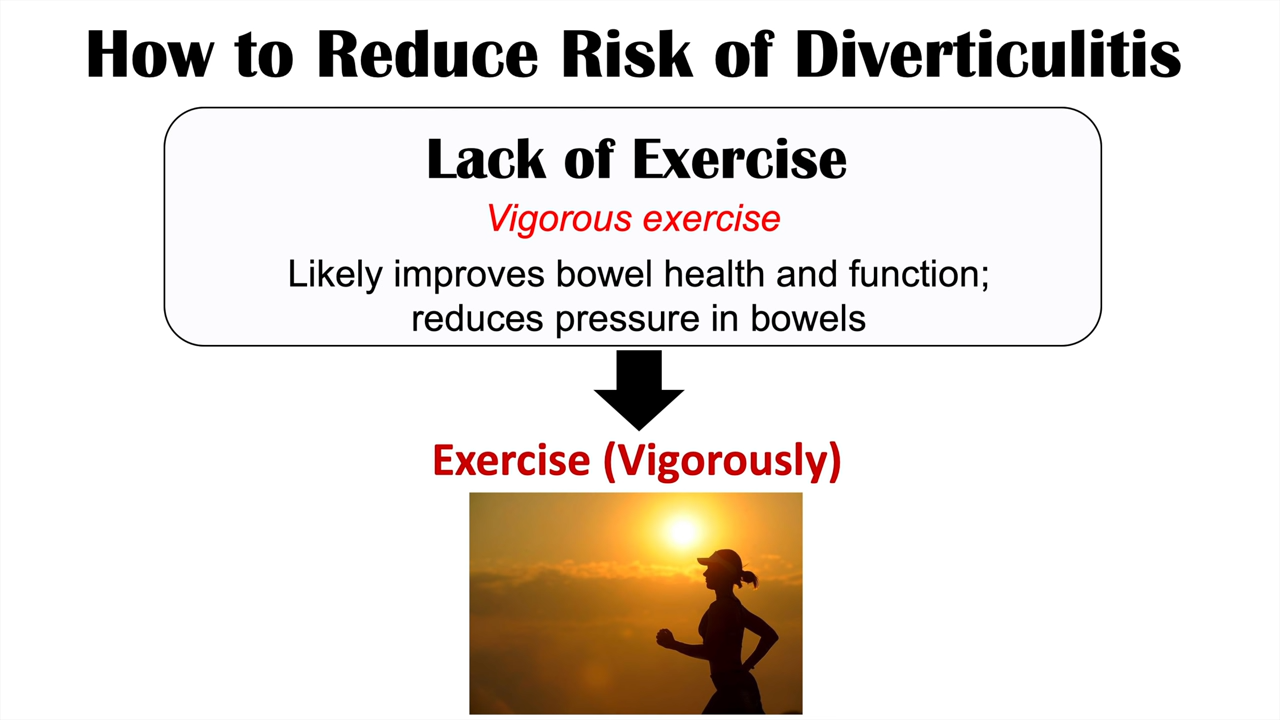 How to Reduce Risk of Diverticulitis
Lack of Exercise
Vigorous exercise
Likely improves bowel health and function;
reduces pressure in bowels
Exercise (Vigorously)